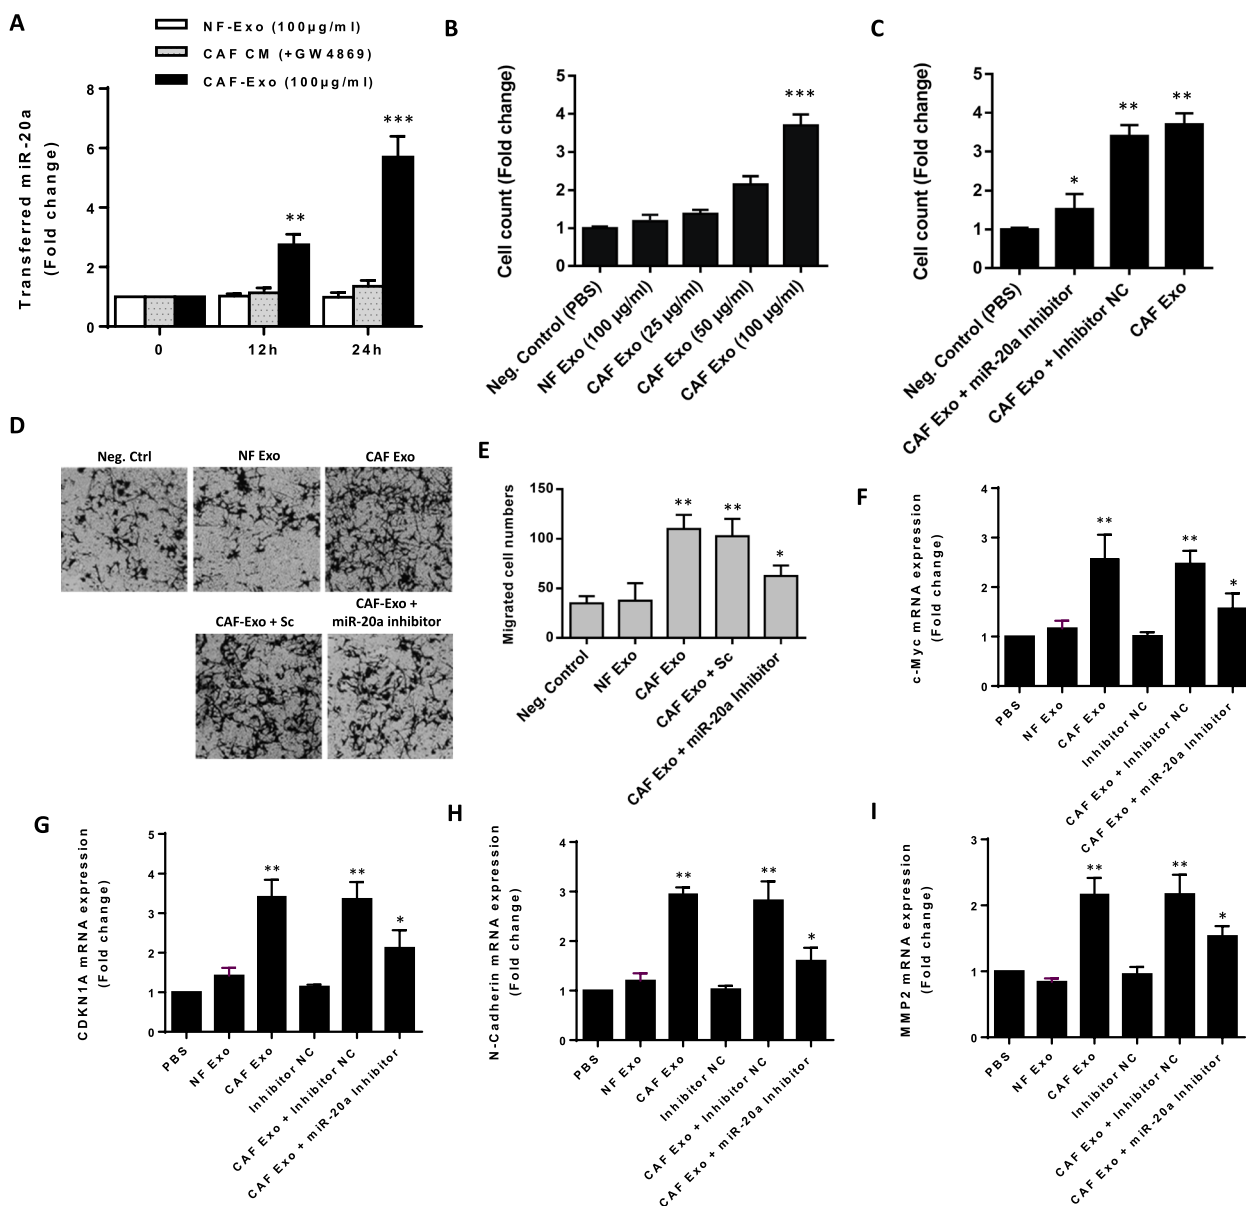 A
NF-Exo (100µg/ml)
CAF CM (+GW4869)
CAF-Exo (100µg/ml)
Transferred miR-20a
(Fold change)
8
6
4
2
0
***
**
0
12h
24h
B
Cell count (Fold change)
5
4
3
2
1
0
***
Neg. Control (PBS)
NF Exo (100 µg/ml)
CAF Exo (25 µg/ml)
CAF Exo (50 µg/ml)
CAF Exo (100 µg/ml)
C
Cell count (Fold change)
5
4
3
2
1
0
*
**
**
Neg. Control (PBS)
CAF Exo + miR-20a Inhibitor
CAF Exo + Inhibitor NC
CAF Exo
D
Neg. Ctrl
NF Exo
CAF Exo
CAF-Exo + Sc
CAF-Exo +
miR-20a inhibitor
E
Migrated cell numbers
150
100
50
0
**
**
*
Neg. Control
NF Exo
CAF Exo
CAF Exo + Sc
CAF Exo + miR-20a Inhibitor
F
c-Myc mRNA expression
(Fold change)
4
3
2
1
0
**
**
*
PBS
NF Exo
CAF Exo
Inhibitor NC
CAF Exo + Inhibitor NC
CAF Exo + miR-20a Inhibitor
G
CDKN1A mRNA expression
(Fold change)
5
4
3
2
1
0
**
**
*
PBS
NF Exo
CAF Exo
Inhibitor NC
CAF Exo + Inhibitor NC
CAF Exo + miR-20a Inhibitor
H
N-Cadherin mRNA expression
(Fold change)
4
3
2
1
0
**
**
*
PBS
NF Exo
CAF Exo
Inhibitor NC
CAF Exo + Inhibitor NC
CAF Exo + miR-20a Inhibitor
I
MMP2 mRNA expression
(Fold change)
3
2
1
0
**
**
*
PBS
NF Exo
CAF Exo
Inhibitor NC
CAF Exo + Inhibitor NC
CAF Exo + miR-20a Inhibitor